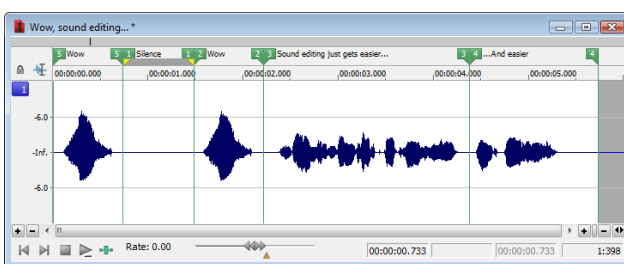 Wow, sound editing... *
5 Wow 5 1 Silence 1 2 Wow 2 3 Sound editing just gets easier... 3 4 ...And easier 4
00:00:00.000 ,00:00:01.000 ,00:00:02.000 ,00:00:03.000 ,00:00:04.000 ,00:00:05.000
1
-6.0
-Inf.
-6.0
Rate: 0.00 00:00:00.733 00:00:00.733 1:398